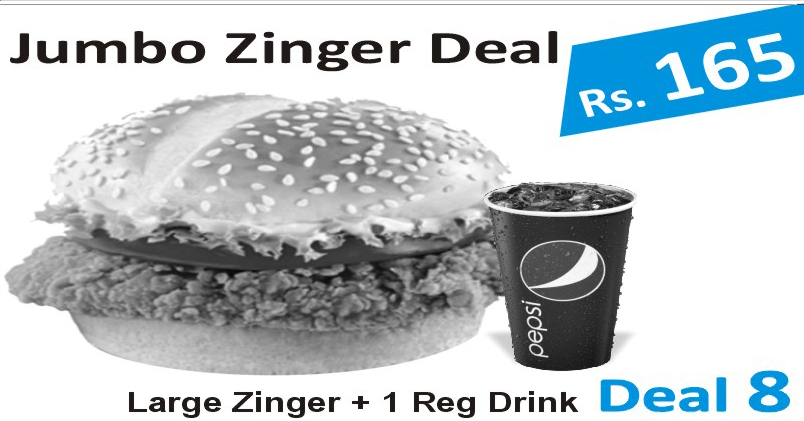 Jumbo Zinger Deal
Rs. 165
pepsi
Large Zinger + 1 Reg Drink
Deal 8